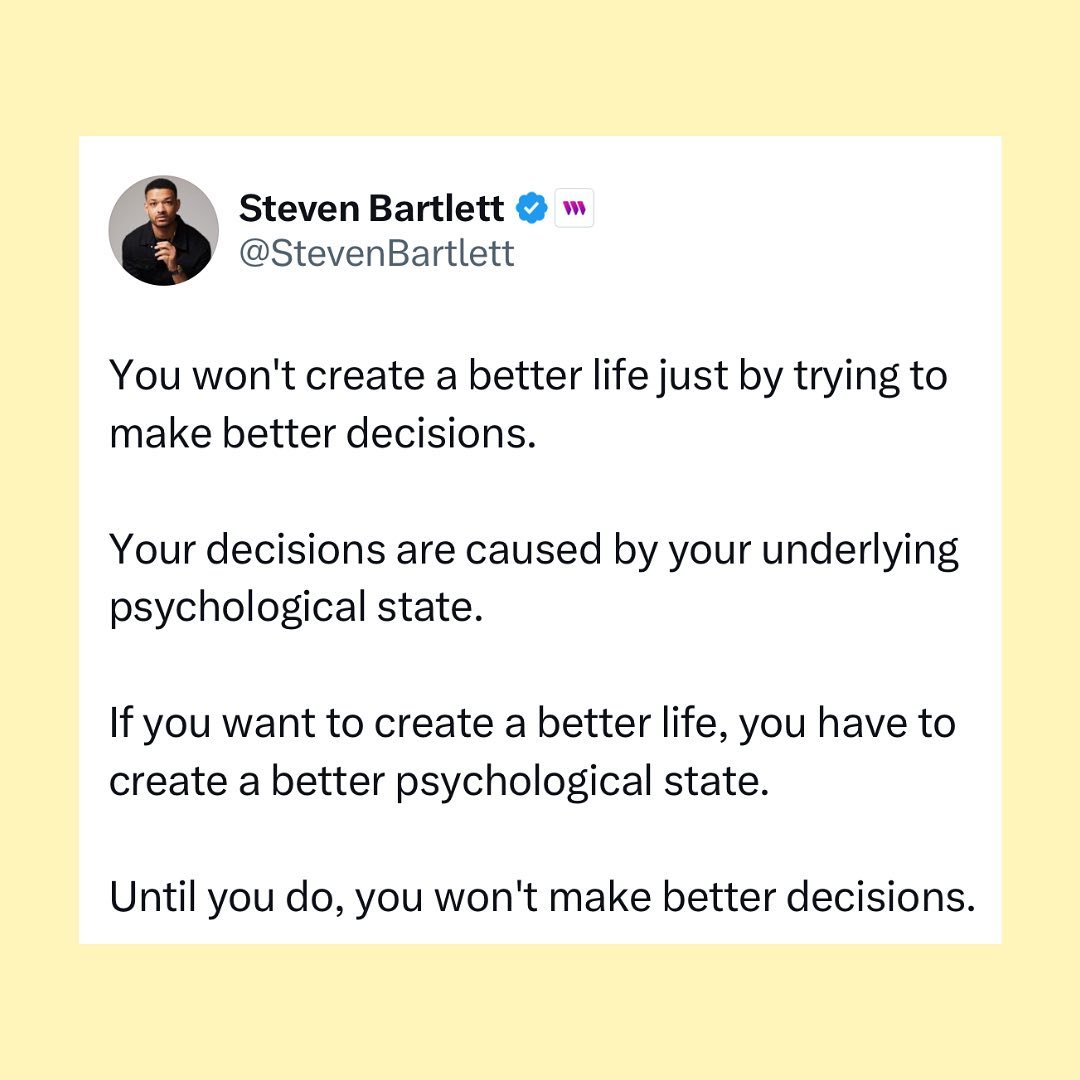 Steven Bartlett
@StevenBartlett
You won't create a better life just by trying to
make better decisions.
Your decisions are caused by your underlying
psychological state.
If you want to create a better life, you have to
create a better psychological state.
Until you do, you won't make better decisions.